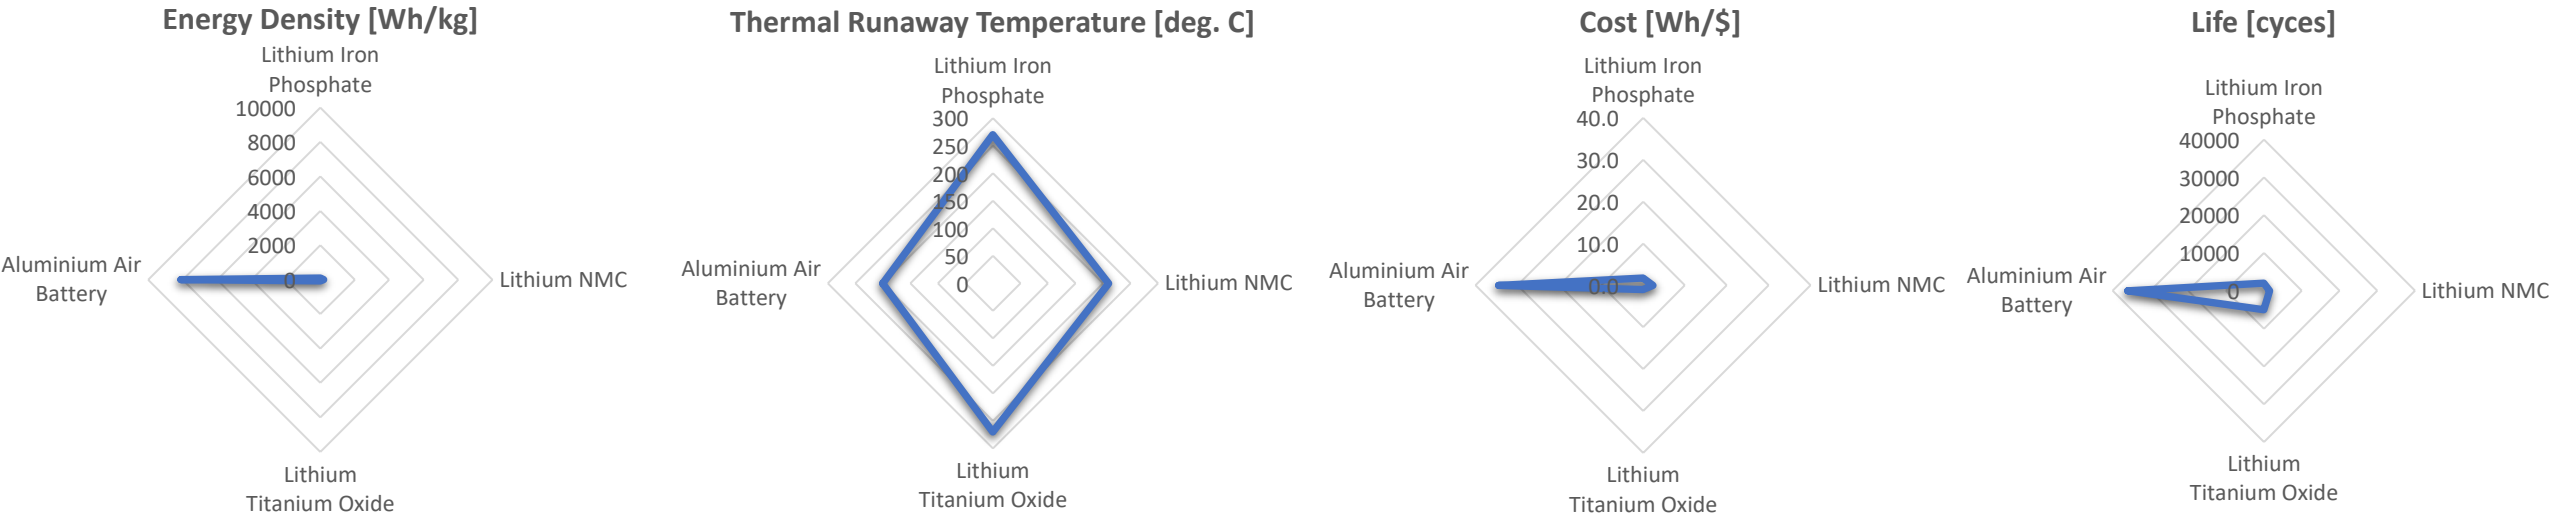 Energy Density [Wh/kg]
Lithium Iron
Phosphate
10000
8000
6000
4000
2000
0
Aluminium Air
Battery
Lithium NMC
Lithium
Titanium Oxide
Thermal Runaway Temperature [deg. C]
Lithium Iron
Phosphate
300
250
200
150
100
50
0
Aluminium Air
Battery
Lithium NMC
Lithium
Titanium Oxide
Cost [Wh/$]
Lithium Iron
Phosphate
40.0
30.0
20.0
10.0
0.0
Aluminium Air
Battery
Lithium NMC
Lithium
Titanium Oxide
Life [cyces]
Lithium Iron
Phosphate
40000
30000
20000
10000
0
Aluminium Air
Battery
Lithium NMC
Lithium
Titanium Oxide